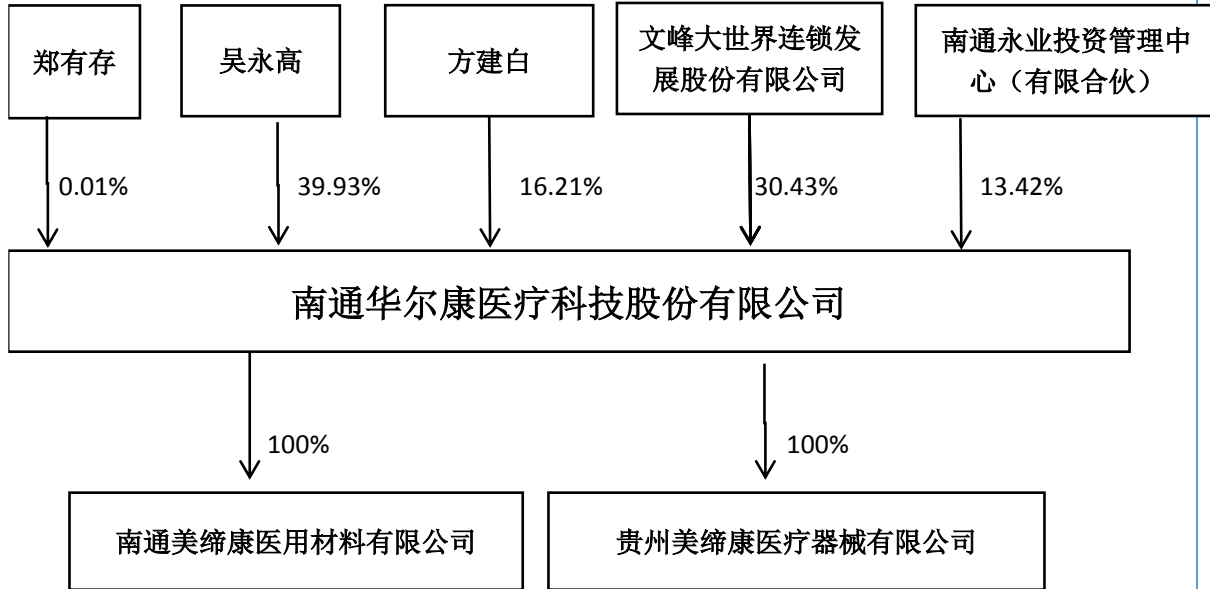 郑有存
吴永高
方建白
文峰大世界连锁发
展股份有限公司
南通永业投资管理中
心（有限合伙）
0.01%
39.93%
16.21%
30.43%
13.42%
南通华尔康医疗科技股份有限公司
100%
100%
南通美缔康医用材料有限公司
贵州美缔康医疗器械有限公司